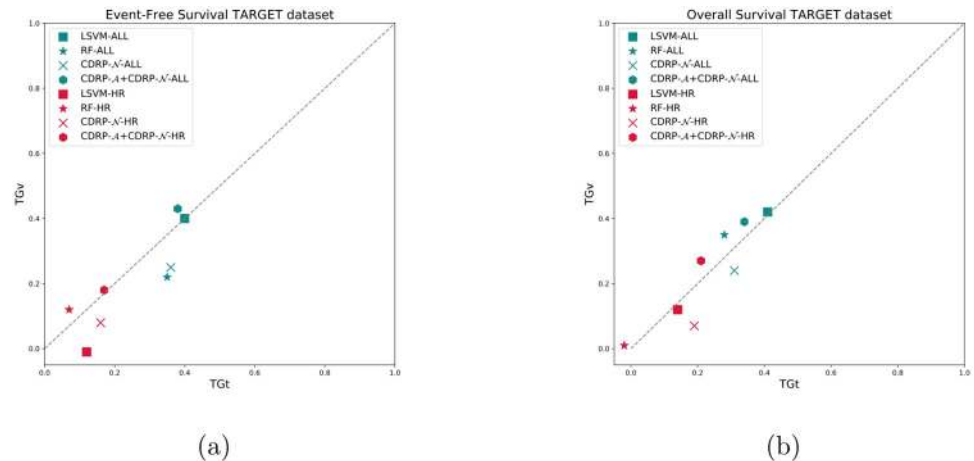 Event-Free Survival TARGET dataset
LSVM-ALL
RF-ALL
CDRP-𝒩-ALL
CDRP-𝒜+CDRP-𝒩-ALL
LSVM-HR
RF-HR
CDRP-𝒩-HR
CDRP-𝒜+CDRP-𝒩-HR
1.0
0.8
0.6
0.4
0.2
0.0
TGv
0.0 0.2 0.4 0.6 0.8 1.0
TGt
(a)
Overall Survival TARGET dataset
LSVM-ALL
RF-ALL
CDRP-𝒩-ALL
CDRP-𝒜+CDRP-𝒩-ALL
LSVM-HR
RF-HR
CDRP-𝒩-HR
CDRP-𝒜+CDRP-𝒩-HR
1.0
0.8
0.6
0.4
0.2
0.0
TGv
0.0 0.2 0.4 0.6 0.8 1.0
TGt
(b)